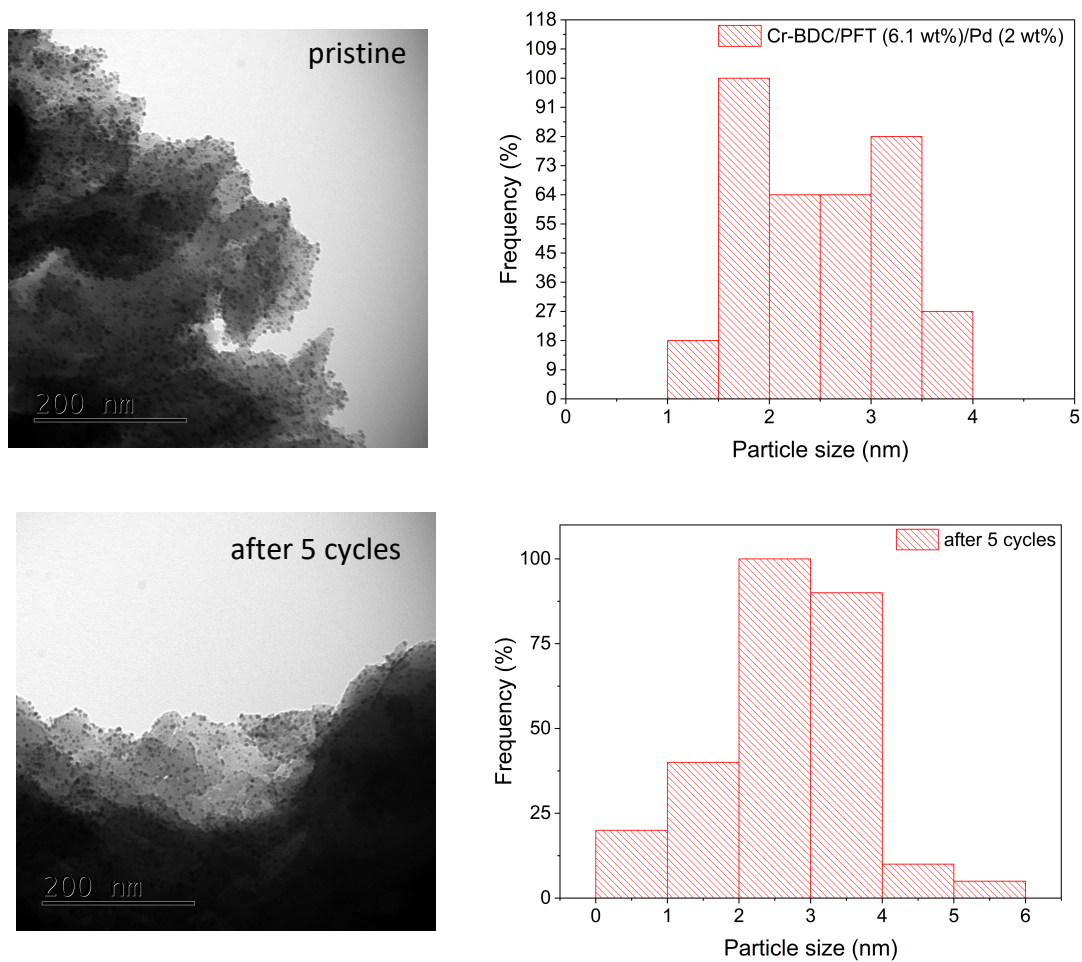 pristine
200 nm
118
109
100
91
82
73
64
55
45
36
27
18
9
0
Frequency (%)
Cr-BDC/PFT (6.1 wt%)/Pd (2 wt%)
0 1 2 3 4 5
Particle size (nm)
after 5 cycles
200 nm
100
75
50
25
0
Frequency (%)
after 5 cycles
0 1 2 3 4 5 6
Particle size (nm)